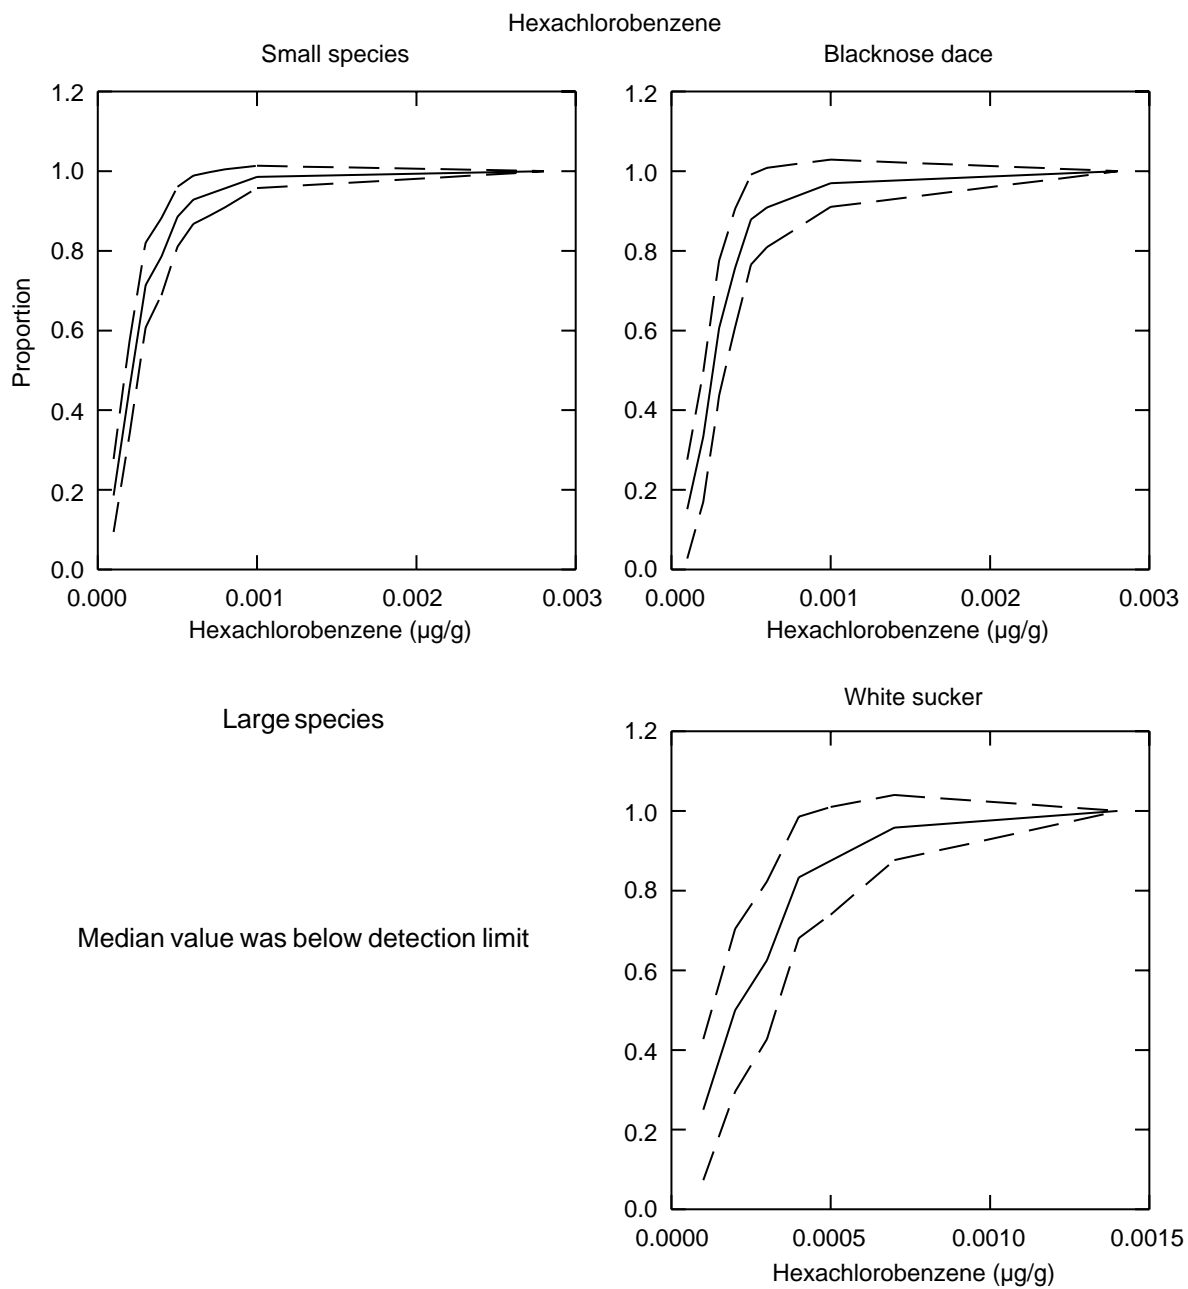 Hexachlorobenzene
Small species
Blacknose dace
1.2
1.0
0.8
0.6
0.4
0.2
0.0
Proportion
0.000 0.001 0.002 0.003
Hexachlorobenzene (µg/g)
1.2
1.0
0.8
0.6
0.4
0.2
0.0
0.000 0.001 0.002 0.003
Hexachlorobenzene (µg/g)
Large species
Median value was below detection limit
White sucker
1.2
1.0
0.8
0.6
0.4
0.2
0.0
0.0000 0.0005 0.0010 0.0015
Hexachlorobenzene (µg/g)